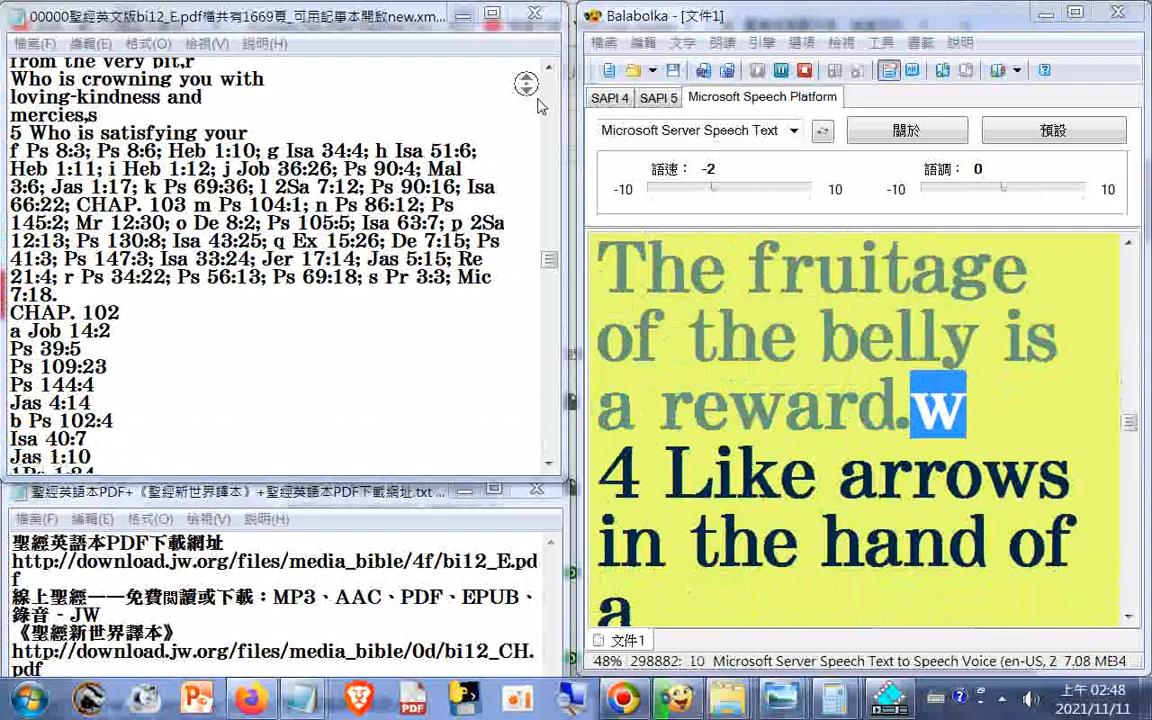 00000聖經英文版bi12_E.pdf檔共有1669頁_可用記事本開啟new.xm...
檔案(F) 編輯(E) 格式(O) 檢視(V) 說明(H)
from the very pit,r
Who is crowning you with
loving-kindness and
mercies,s
5 Who is satisfying your
f Ps 8:3; Ps 8:6; Heb 1:10; g Isa 34:4; h Isa 51:6;
Heb 1:11; i Heb 1:12; j Job 36:26; Ps 90:4; Mal
3:6; Jas 1:17; k Ps 69:36; l 2Sa 7:12; Ps 90:16; Isa
66:22; CHAP. 103 m Ps 104:1; n Ps 86:12; Ps
145:2; Mr 12:30; o De 8:2; Ps 105:5; Isa 63:7; p 2Sa
12:13; Ps 130:8; Isa 43:25; q Ex 15:26; De 7:15; Ps
41:3; Ps 147:3; Isa 33:24; Jer 17:14; Jas 5:15; Re
21:4; r Ps 34:22; Ps 56:13; Ps 69:18; s Pr 3:3; Mic
7:18.
CHAP. 102
a Job 14:2
Ps 39:5
Ps 109:23
Ps 144:4
Jas 4:14
b Ps 102:4
Isa 40:7
Jas 1:10
聖經英語本PDF+《聖經新世界譯本》+聖經英語本PDF下載網址.txt ...
檔案(F) 編輯(E) 格式(O) 檢視(V) 說明(H)
聖經英語本PDF下載網址
http://download.jw.org/files/media_bible/4f/bi12_E.pd
f
線上聖經——免費閱讀或下載：MP3、AAC、PDF、EPUB、
錄音 - JW
《聖經新世界譯本》
http://download.jw.org/files/media_bible/0d/bi12_CH.
pdf
Balabolka - [文件1]
檔案 編輯 文字 朗讀 引擎 選項 檢視 工具 書籤 說明
SAPI 4 SAPI 5 Microsoft Speech Platform
Microsoft Server Speech Text 關於 預設
語速： -2 語調： 0
-10 10 -10 10
The fruitage
of the belly is
a reward.w
4 Like arrows
in the hand of
a
文件1
48% 298882: 10 Microsoft Server Speech Text to Speech Voice (en-US, Z 7.08 MB34
上午 02:48
2021/11/11